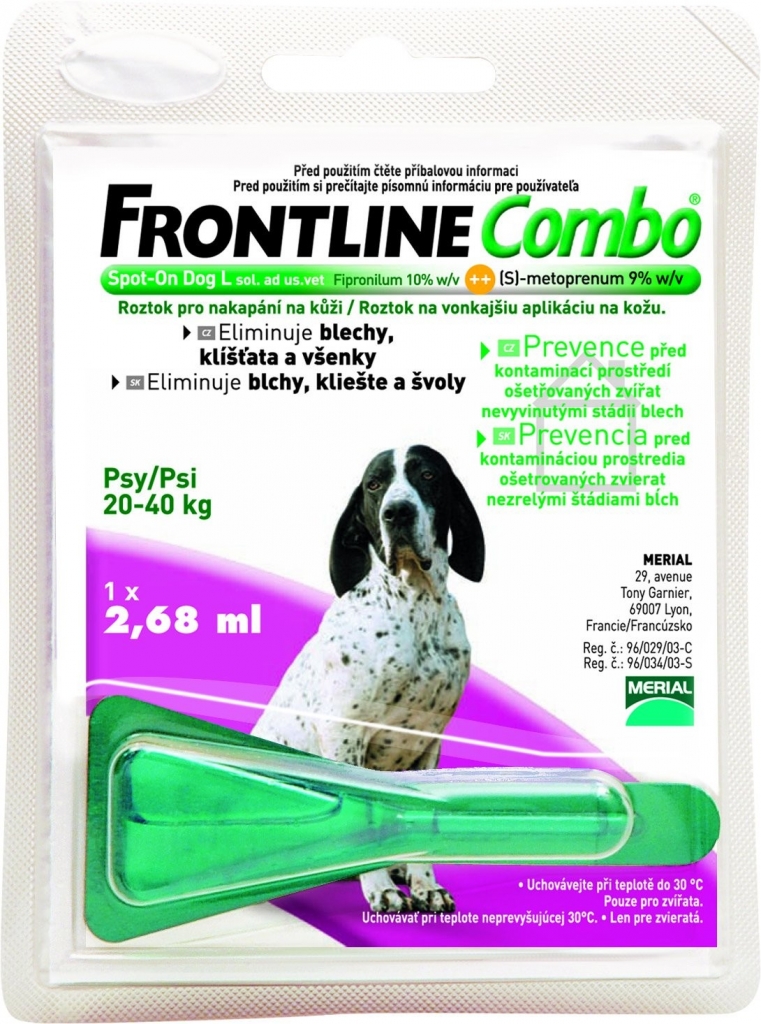 Před použitím čtěte příbalovou informaci
Pred použitím si prečítajte písomnú informáciu pre používateľa
FRONTLINE Combo®
Spot-On Dog L sol. ad us.vet Fipronilum 10% w/v ++ (S)-metoprenum 9% w/v
Roztok pro nakapání na kůži / Roztok na vonkajšiu aplikáciu na kožu.
CZ Eliminuje blechy,
klíšťata a všenky
SK Eliminuje blchy, kliešte a švoly
CZ Prevence před
kontaminací prostředí
ošetřovaných zvířat
nevyvinutými stádii blech
SK Prevencia pred
kontamináciou prostredia
ošetrovaných zvierat
nezrelými štádiami bĺch
Psy/Psi
20-40 kg
1 x
2,68 ml
MERIAL
29, avenue
Tony Garnier,
69007 Lyon,
Francie/Francúzsko
Reg. č.: 96/029/03-C
Reg. č.: 96/034/03-S
MERIAL
• Uchovávejte při teplotě do 30 °C
Pouze pro zvířata.
Uchovávať pri teplote neprevyšujúcej 30°C. • Len pre zvieratá.